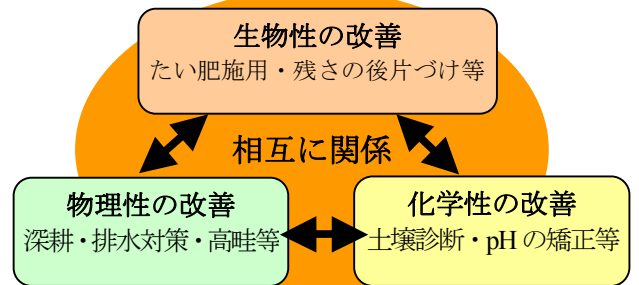 生物性の改善
たい肥施用・残さの後片づけ等
相互に関係
物理性の改善
深耕・排水対策・高畦等
化学性の改善
土壌診断・pHの矯正等